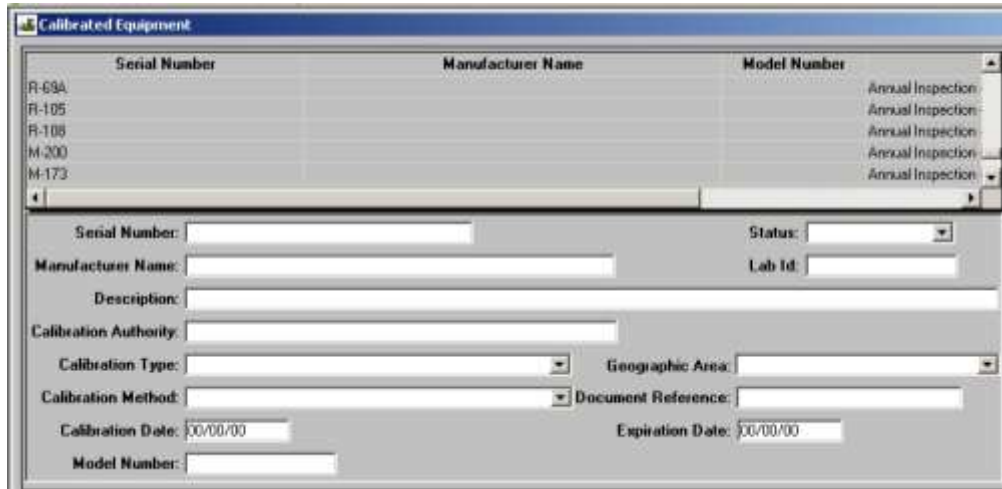 Calibrated Equipment
Serial Number Manufacturer Name Model Number
R-69A Annual Inspection
R-105 Annual Inspection
R-108 Annual Inspection
M-200 Annual Inspection
M-173 Annual Inspection
Serial Number: Status:
Manufacturer Name: Lab Id:
Description:
Calibration Authority:
Calibration Type: Geographic Area:
Calibration Method: Document Reference:
Calibration Date: 00/00/00 Expiration Date: 00/00/00
Model Number: